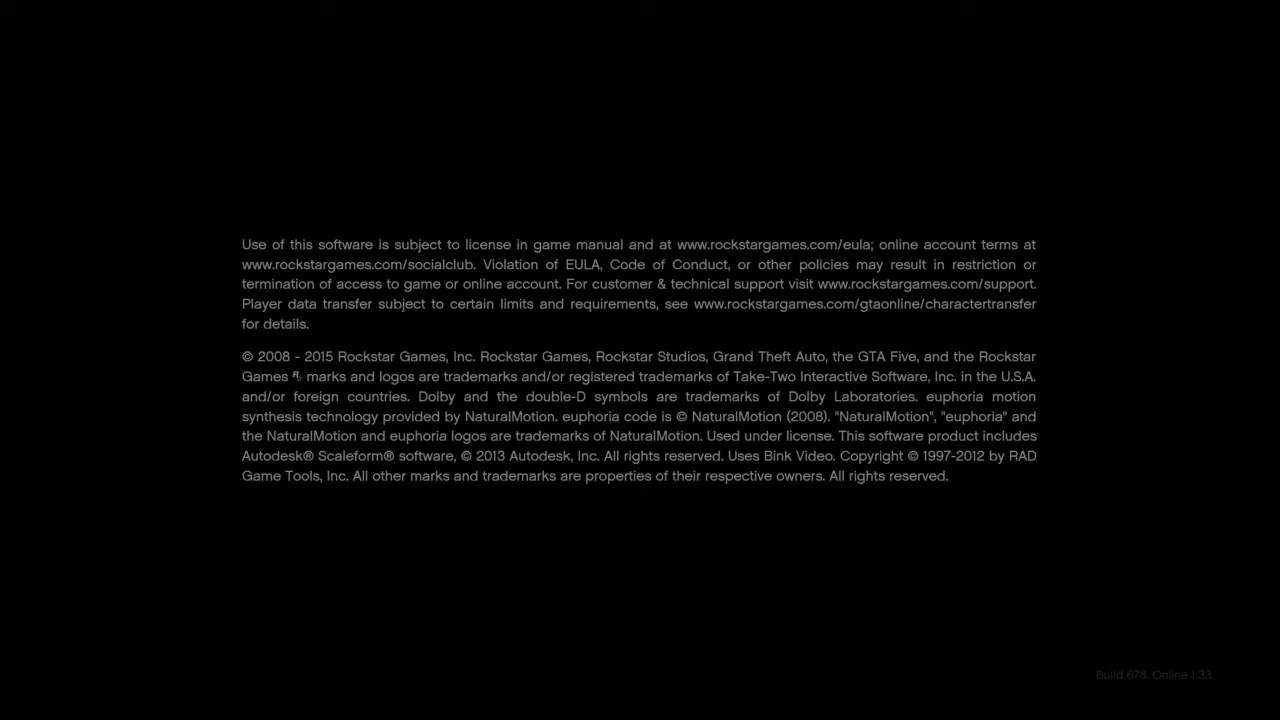 Use of this software is subject to license in game manual and at www.rockstargames.com/eula; online account terms at
www.rockstargames.com/socialclub. Violation of EULA, Code of Conduct, or other policies may result in restriction or
termination of access to game or online account. For customer & technical support visit www.rockstargames.com/support.
Player data transfer subject to certain limits and requirements, see www.rockstargames.com/gtaonline/charactertransfer
for details.
© 2008 - 2015 Rockstar Games, Inc. Rockstar Games, Rockstar Studios, Grand Theft Auto, the GTA Five, and the Rockstar
Games R* marks and logos are trademarks and/or registered trademarks of Take-Two Interactive Software, Inc. in the U.S.A.
and/or foreign countries. Dolby and the double-D symbols are trademarks of Dolby Laboratories. euphoria motion
synthesis technology provided by NaturalMotion. euphoria code is © NaturalMotion (2008). "NaturalMotion", "euphoria" and
the NaturalMotion and euphoria logos are trademarks of NaturalMotion. Used under license. This software product includes
Autodesk® Scaleform® software, © 2013 Autodesk, Inc. All rights reserved. Uses Bink Video. Copyright © 1997-2012 by RAD
Game Tools, Inc. All other marks and trademarks are properties of their respective owners. All rights reserved.
Build 678. Online 1.33.